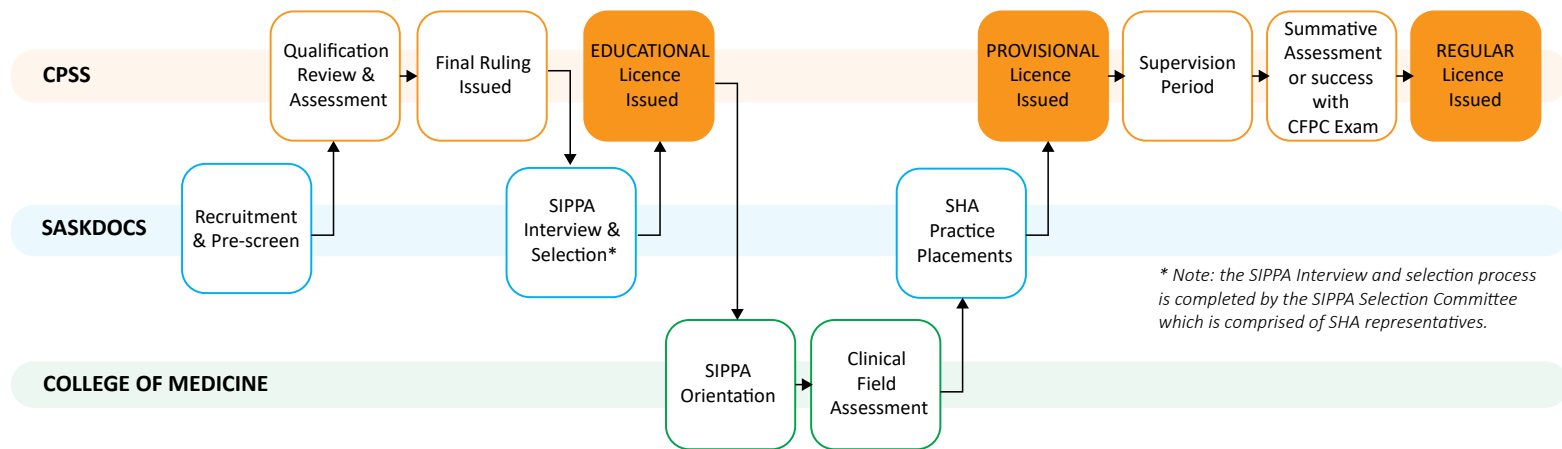 CPSS
Qualification
Review &
Assessment
Final Ruling
Issued
EDUCATIONAL
Licence
Issued
PROVISIONAL
Licence
Issued
Supervision
Period
Summative
Assessment
or success
with
CFPC Exam
REGULAR
Licence
Issued
SASKDOCS
Recruitment
& Pre-screen
SIPPA
Interview &
Selection*
SHA
Practice
Placements
* Note: the SIPPA Interview and selection process
is completed by the SIPPA Selection Committee
which is comprised of SHA representatives.
COLLEGE OF MEDICINE
SIPPA
Orientation
Clinical
Field
Assessment